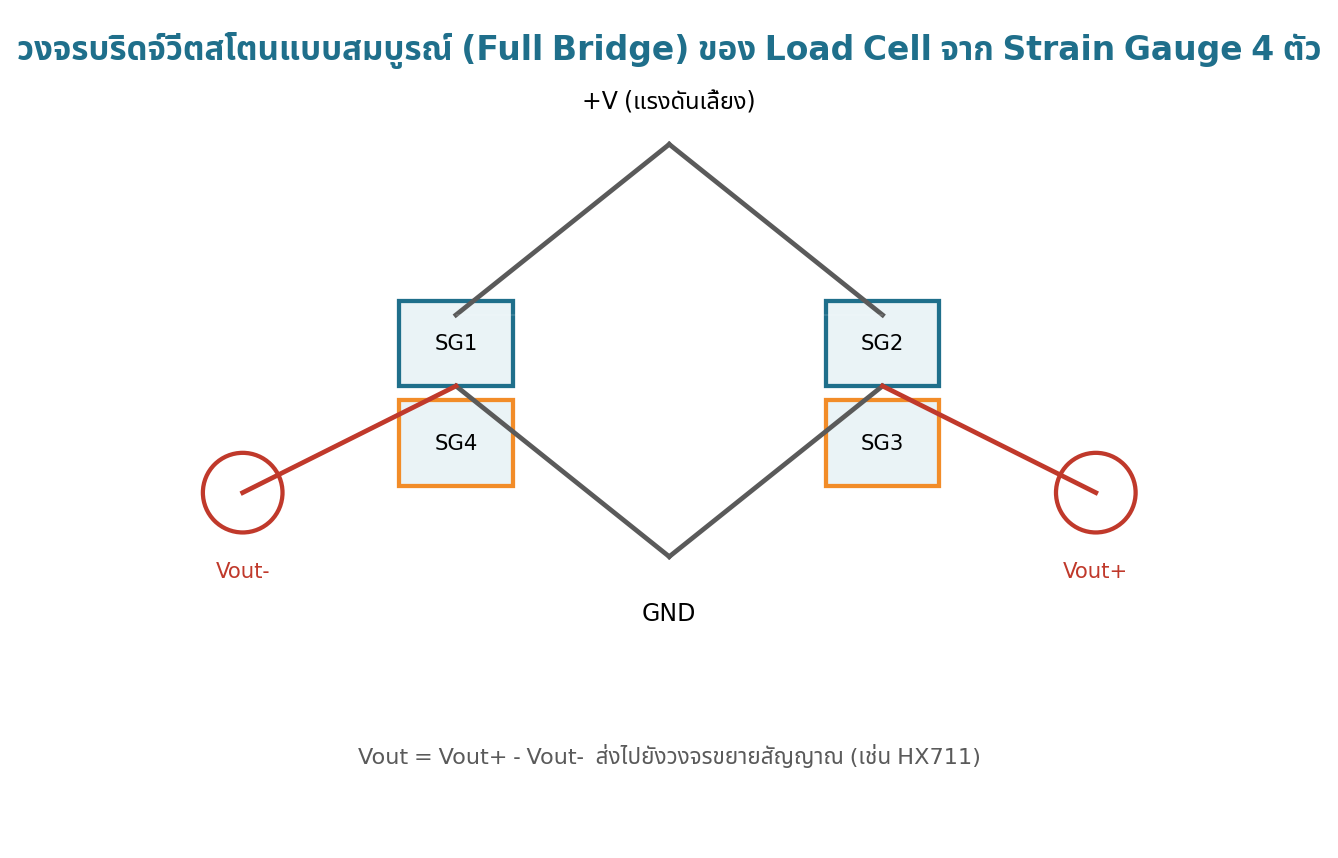 วงจรบริดจ์วีตสโตนแบบสมบูรณ์ (Full Bridge) ของ Load Cell จาก Strain Gauge 4 ตัว
+V (แรงดันเลี้ยง)
SG1
SG2
SG4
SG3
Vout-
Vout+
GND
Vout = Vout+ - Vout- ส่งไปยังวงจรขยายสัญญาณ (เช่น HX711)